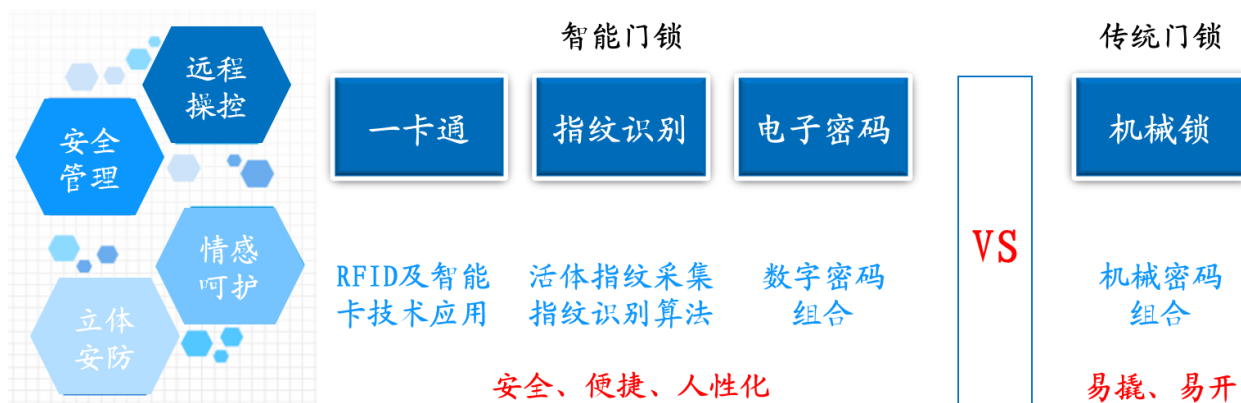 远程
操控
安全
管理
情感
呵护
立体
安防
智能门锁
一卡通
指纹识别
电子密码
RFID及智能
卡技术应用
活体指纹采集
指纹识别算法
数字密码
组合
安全、便捷、人性化
VS
传统门锁
机械锁
机械密码
组合
易撬、易开